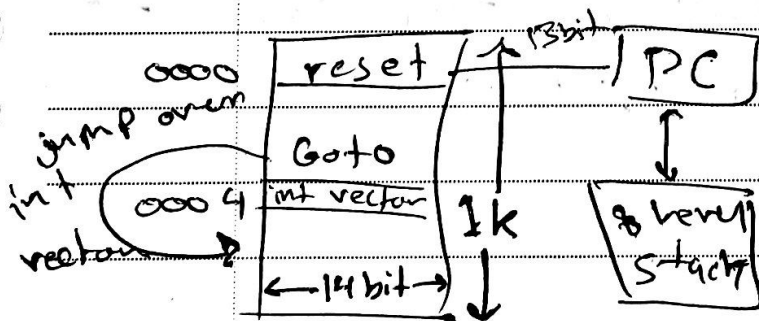 0000 reset 13bit PC
jump over
int
vector
Goto
0004 int vector
1k
8 level
Stack
14 bit